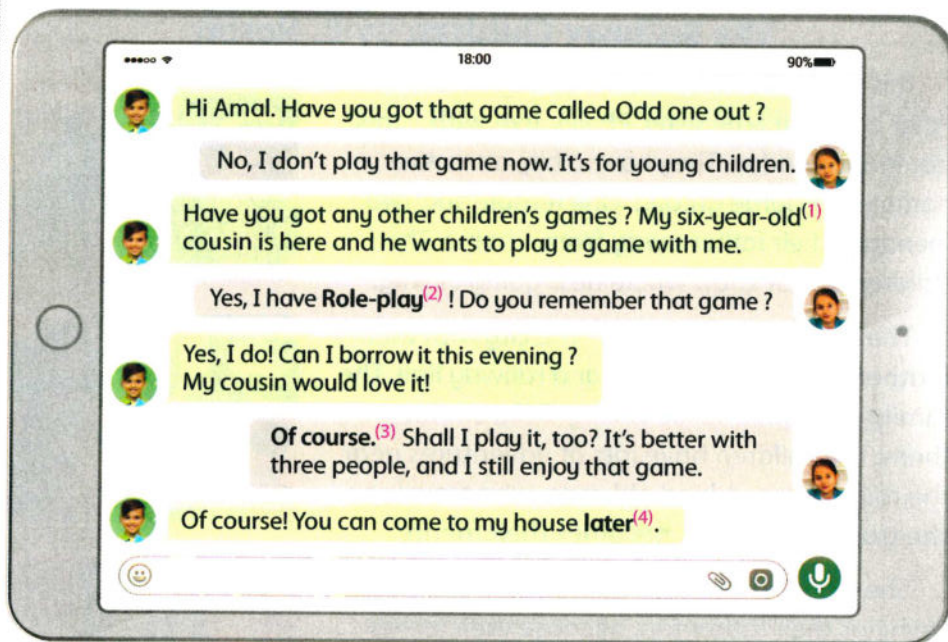 18:00
90%
Hi Amal. Have you got that game called Odd one out ?
No, I don't play that game now. It's for young children.
Have you got any other children's games ? My six-year-old(1)
cousin is here and he wants to play a game with me.
Yes, I have Role-play(2) ! Do you remember that game ?
Yes, I do! Can I borrow it this evening ?
My cousin would love it!
Of course.(3) Shall I play it, too? It's better with
three people, and I still enjoy that game.
Of course! You can come to my house later(4).